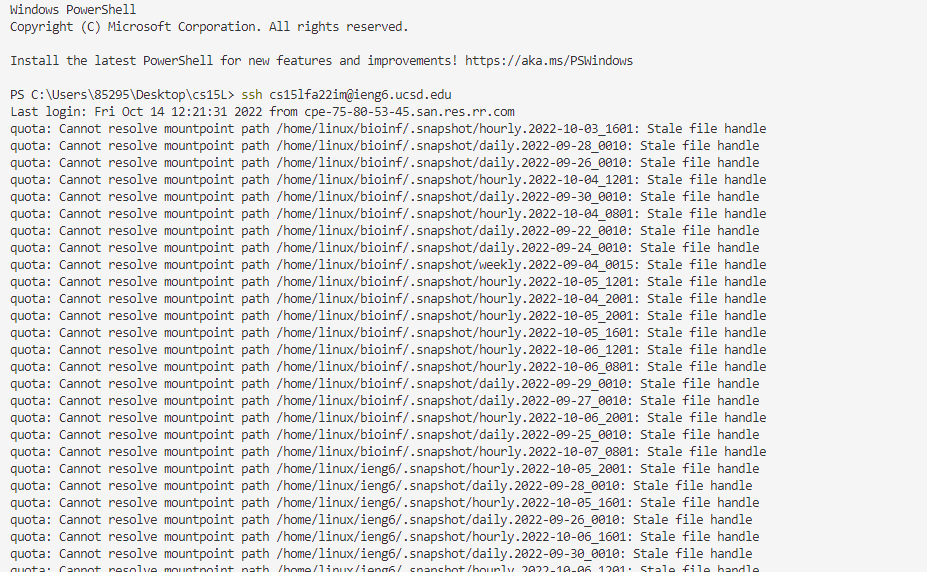 Windows PowerShell
Copyright (C) Microsoft Corporation. All rights reserved.
Install the latest PowerShell for new features and improvements! https://aka.ms/PSWindows
PS C:\Users\85295\Desktop\cs15L> ssh cs15lfa22im@ieng6.ucsd.edu
Last login: Fri Oct 14 12:21:31 2022 from cpe-75-80-53-45.san.res.rr.com
quota: Cannot resolve mountpoint path /home/linux/bioinf/.snapshot/hourly.2022-10-03_1601: Stale file handle
quota: Cannot resolve mountpoint path /home/linux/bioinf/.snapshot/daily.2022-09-28_0010: Stale file handle
quota: Cannot resolve mountpoint path /home/linux/bioinf/.snapshot/daily.2022-09-26_0010: Stale file handle
quota: Cannot resolve mountpoint path /home/linux/bioinf/.snapshot/hourly.2022-10-04_1201: Stale file handle
quota: Cannot resolve mountpoint path /home/linux/bioinf/.snapshot/daily.2022-09-30_0010: Stale file handle
quota: Cannot resolve mountpoint path /home/linux/bioinf/.snapshot/hourly.2022-10-04_0801: Stale file handle
quota: Cannot resolve mountpoint path /home/linux/bioinf/.snapshot/daily.2022-09-22_0010: Stale file handle
quota: Cannot resolve mountpoint path /home/linux/bioinf/.snapshot/daily.2022-09-24_0010: Stale file handle
quota: Cannot resolve mountpoint path /home/linux/bioinf/.snapshot/weekly.2022-09-04_0015: Stale file handle
quota: Cannot resolve mountpoint path /home/linux/bioinf/.snapshot/hourly.2022-10-05_1201: Stale file handle
quota: Cannot resolve mountpoint path /home/linux/bioinf/.snapshot/hourly.2022-10-04_2001: Stale file handle
quota: Cannot resolve mountpoint path /home/linux/bioinf/.snapshot/hourly.2022-10-05_2001: Stale file handle
quota: Cannot resolve mountpoint path /home/linux/bioinf/.snapshot/hourly.2022-10-05_1601: Stale file handle
quota: Cannot resolve mountpoint path /home/linux/bioinf/.snapshot/hourly.2022-10-06_1201: Stale file handle
quota: Cannot resolve mountpoint path /home/linux/bioinf/.snapshot/hourly.2022-10-06_0801: Stale file handle
quota: Cannot resolve mountpoint path /home/linux/bioinf/.snapshot/daily.2022-09-29_0010: Stale file handle
quota: Cannot resolve mountpoint path /home/linux/bioinf/.snapshot/daily.2022-09-27_0010: Stale file handle
quota: Cannot resolve mountpoint path /home/linux/bioinf/.snapshot/hourly.2022-10-06_2001: Stale file handle
quota: Cannot resolve mountpoint path /home/linux/bioinf/.snapshot/daily.2022-09-25_0010: Stale file handle
quota: Cannot resolve mountpoint path /home/linux/bioinf/.snapshot/hourly.2022-10-07_0801: Stale file handle
quota: Cannot resolve mountpoint path /home/linux/ieng6/.snapshot/hourly.2022-10-05_2001: Stale file handle
quota: Cannot resolve mountpoint path /home/linux/ieng6/.snapshot/daily.2022-09-28_0010: Stale file handle
quota: Cannot resolve mountpoint path /home/linux/ieng6/.snapshot/hourly.2022-10-05_1601: Stale file handle
quota: Cannot resolve mountpoint path /home/linux/ieng6/.snapshot/daily.2022-09-26_0010: Stale file handle
quota: Cannot resolve mountpoint path /home/linux/ieng6/.snapshot/hourly.2022-10-06_1601: Stale file handle
quota: Cannot resolve mountpoint path /home/linux/ieng6/.snapshot/daily.2022-09-30_0010: Stale file handle
quota: Cannot resolve mountpoint path /home/linux/ieng6/.snapshot/hourly.2022-10-06_1201: Stale file handle